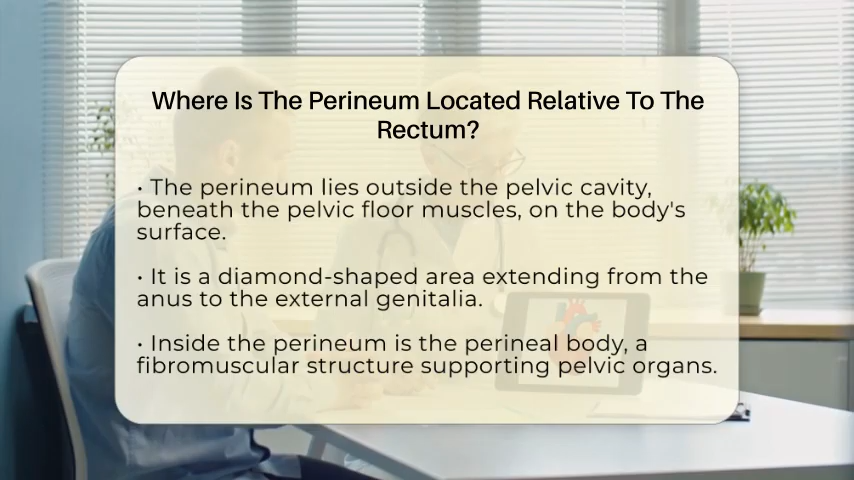 Where Is The Perineum Located Relative To The
Rectum?
• The perineum lies outside the pelvic cavity,
beneath the pelvic floor muscles, on the body's
surface.
• It is a diamond-shaped area extending from the
anus to the external genitalia.
• Inside the perineum is the perineal body, a
fibromuscular structure supporting pelvic organs.